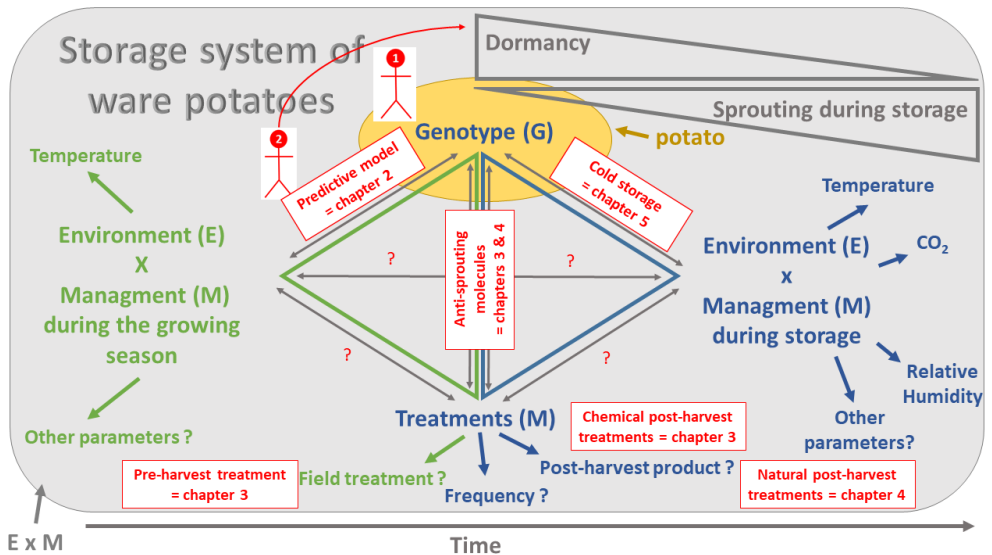 Storage system of
ware potatoes
Dormancy
Sprouting during storage
1
2
Genotype (G)
potato
Predictive model
= chapter 2
Cold storage
= chapter 5
Temperature
Environment (E)
X
Managment (M)
during the growing
season
Other parameters ?
?
?
?
?
Anti-sprouting
molecules
= chapters 3 & 4
Temperature
Environment (E)
x
Managment (M)
during storage
CO2
Relative
Humidity
Other
parameters?
Treatments (M)
Chemical post-harvest
treatments = chapter 3
Pre-harvest treatment
= chapter 3
Field treatment ?
Frequency ?
Post-harvest product ?
Natural post-harvest
treatments = chapter 4
E x M
Time